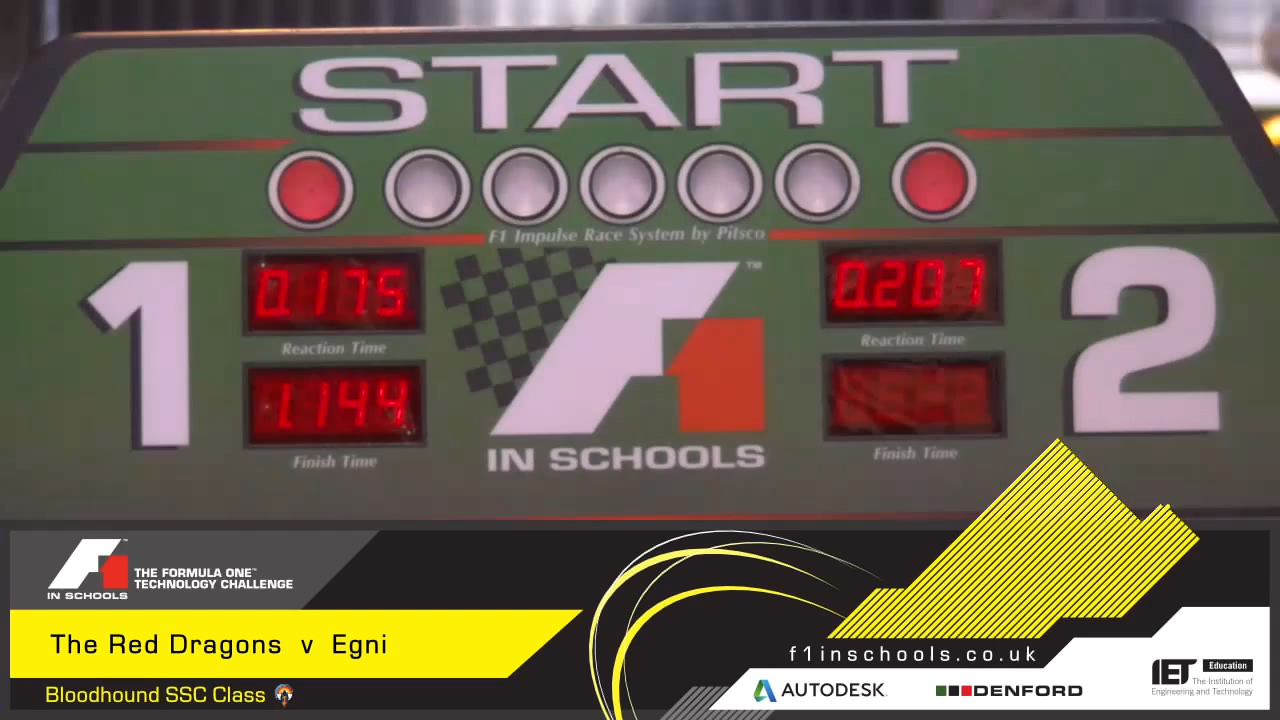 START
F1 Impulse Race System by Pitsco
1
0.175
Reaction Time
1.144
Finish Time
™
IN SCHOOLS
0.207
Reaction Time
Finish Time
2
IN SCHOOLS
THE FORMULA ONE™
TECHNOLOGY CHALLENGE
The Red Dragons v Egni
Bloodhound SSC Class
f1inschools.co.uk
AUTODESK.
DENFORD
IET Education
The Institution of
Engineering and Technology